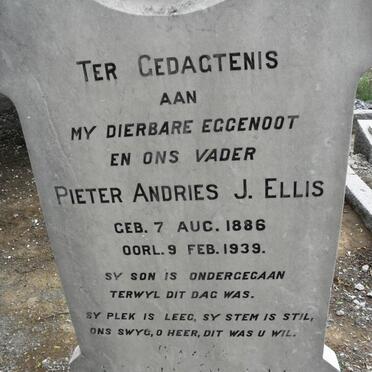 TER GEDAGTENIS
AAN
MY DIERBARE EGGENOOT
EN ONS VADER
PIETER ANDRIES J. ELLIS
GEB. 7 AUG. 1886
OORL. 9 FEB. 1939.
SY SON IS ONDERGEGAAN
TERWYL DIT DAG WAS.
SY PLEK IS LEEG, SY STEM IS STIL,
ONS SWYG, O HEER, DIT WAS U WIL.